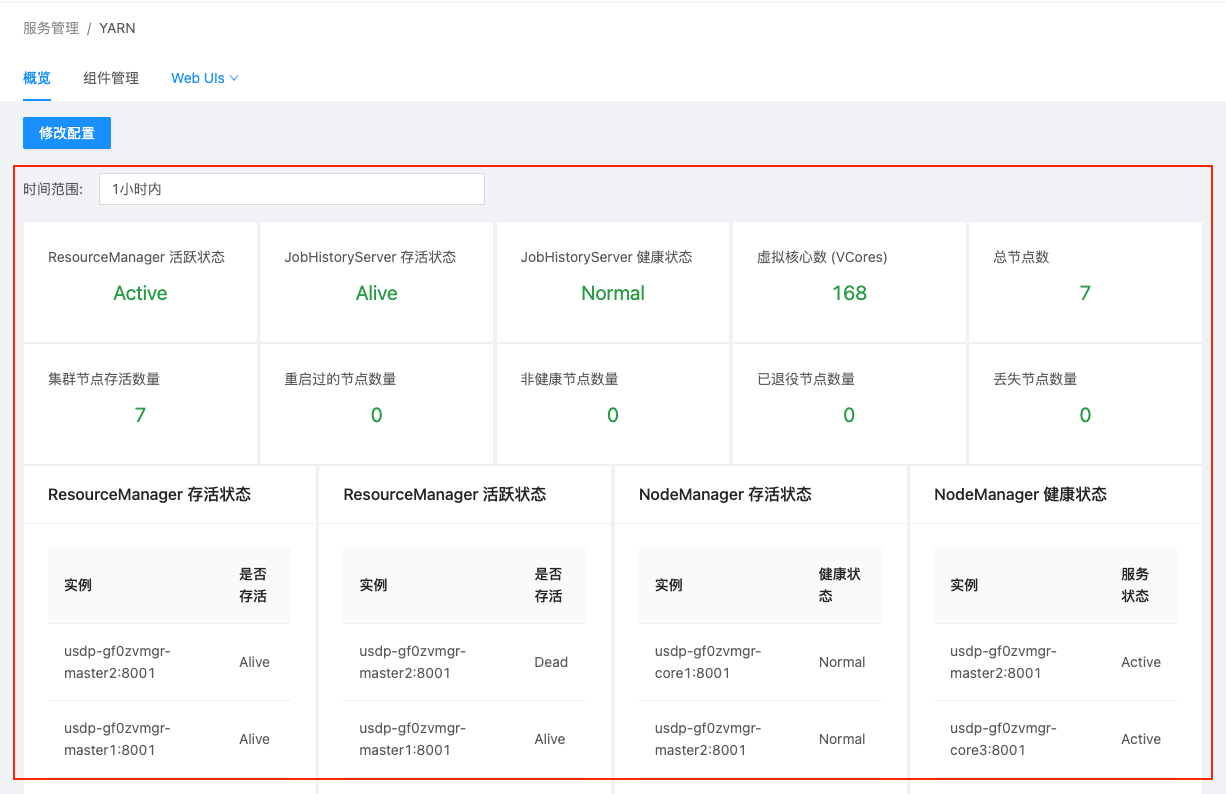 服务管理 / YARN
概览 组件管理 Web UIs
修改配置
时间范围: 1小时内
ResourceManager 活跃状态 JobHistoryServer 存活状态 JobHistoryServer 健康状态 虚拟核心数 (VCores) 总节点数
Active Alive Normal 168 7
集群节点存活数量 重启过的节点数量 非健康节点数量 已退役节点数量 丢失节点数量
7 0 0 0 0
ResourceManager 存活状态 ResourceManager 活跃状态 NodeManager 存活状态 NodeManager 健康状态
实例 是否 实例 是否 实例 健康状 实例 服务
存活 存活 态 状态
usdp-gf0zvmgr- usdp-gf0zvmgr- usdp-gf0zvmgr- usdp-gf0zvmgr-
master2:8001 Alive master2:8001 Dead core1:8001 Normal master2:8001 Active
usdp-gf0zvmgr- usdp-gf0zvmgr- usdp-gf0zvmgr- usdp-gf0zvmgr-
master1:8001 Alive master1:8001 Alive master2:8001 Normal core3:8001 Active